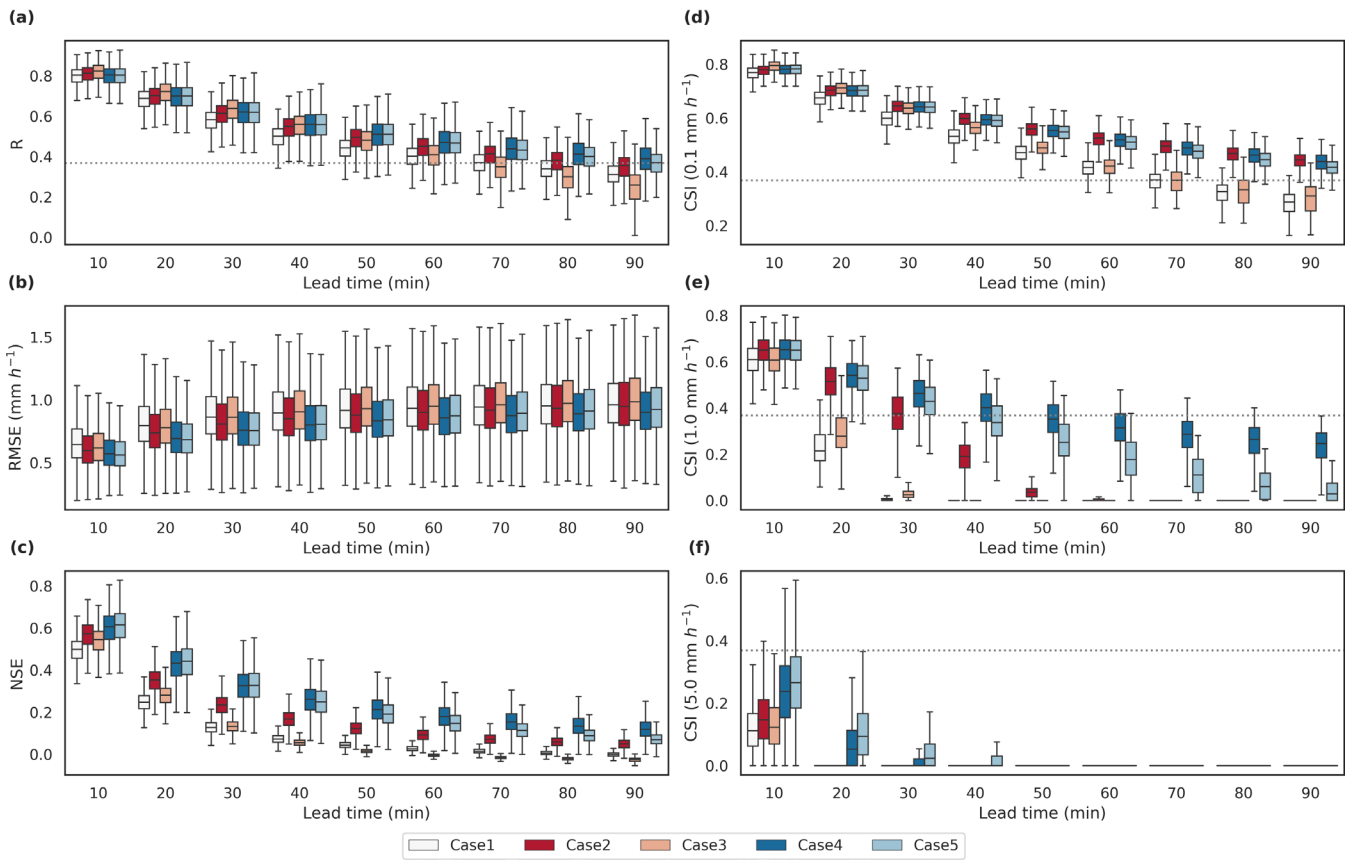 (a)
R
0.8
0.6
0.4
0.2
0.0
10 20 30 40 50 60 70 80 90
Lead time (min)
(b)
RMSE (mm h⁻¹)
1.5
1.0
0.5
10 20 30 40 50 60 70 80 90
Lead time (min)
(c)
NSE
0.8
0.6
0.4
0.2
0.0
10 20 30 40 50 60 70 80 90
Lead time (min)
(d)
CSI (0.1 mm h⁻¹)
0.8
0.6
0.4
0.2
10 20 30 40 50 60 70 80 90
Lead time (min)
(e)
CSI (1.0 mm h⁻¹)
0.8
0.6
0.4
0.2
0.0
10 20 30 40 50 60 70 80 90
Lead time (min)
(f)
CSI (5.0 mm h⁻¹)
0.6
0.4
0.2
0.0
10 20 30 40 50 60 70 80 90
Lead time (min)
Case1 Case2 Case3 Case4 Case5